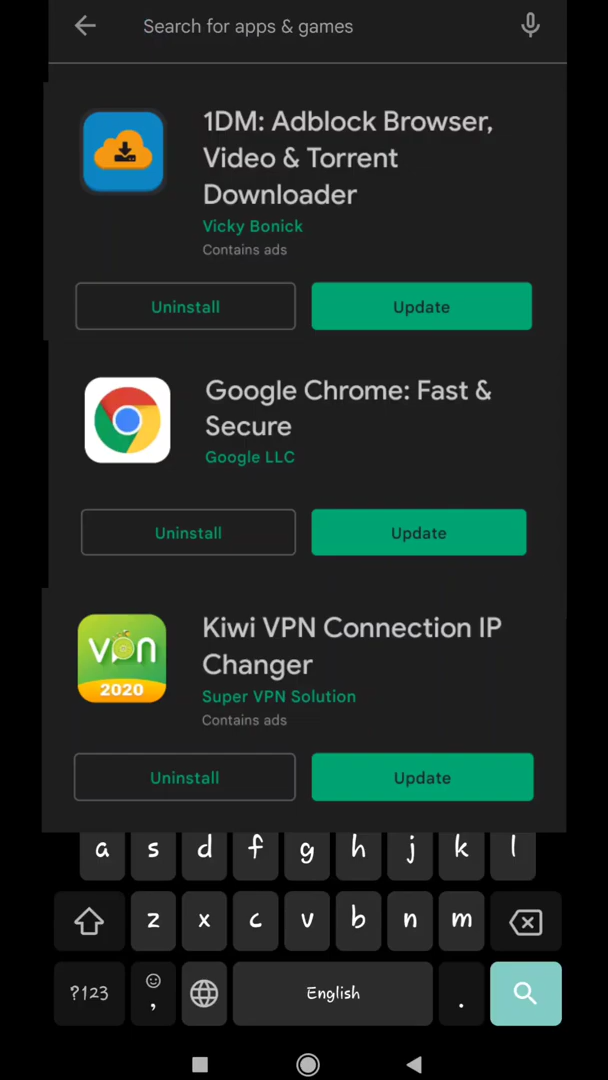 Search for apps & games
1DM: Adblock Browser,
Video & Torrent
Downloader
Vicky Bonick
Contains ads
Uninstall
Update
Google Chrome: Fast &
Secure
Google LLC
Uninstall
Update
vpn
2020
Kiwi VPN Connection IP
Changer
Super VPN Solution
Contains ads
Uninstall
Update
a s d f g h j k l
z x c v b n m
?123 , English .